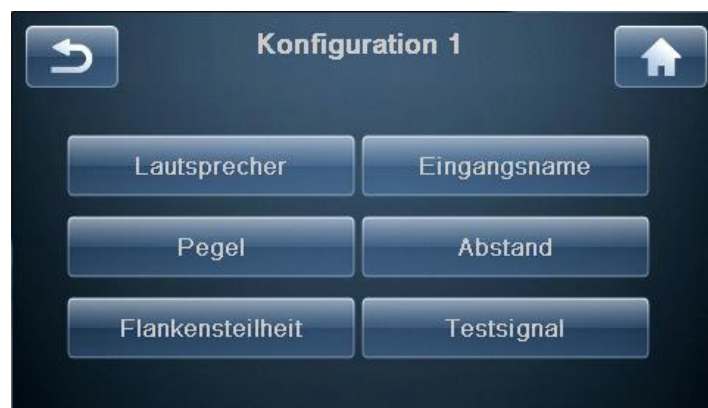 Konfiguration 1
Lautsprecher Eingangsname
Pegel Abstand
Flankensteilheit Testsignal